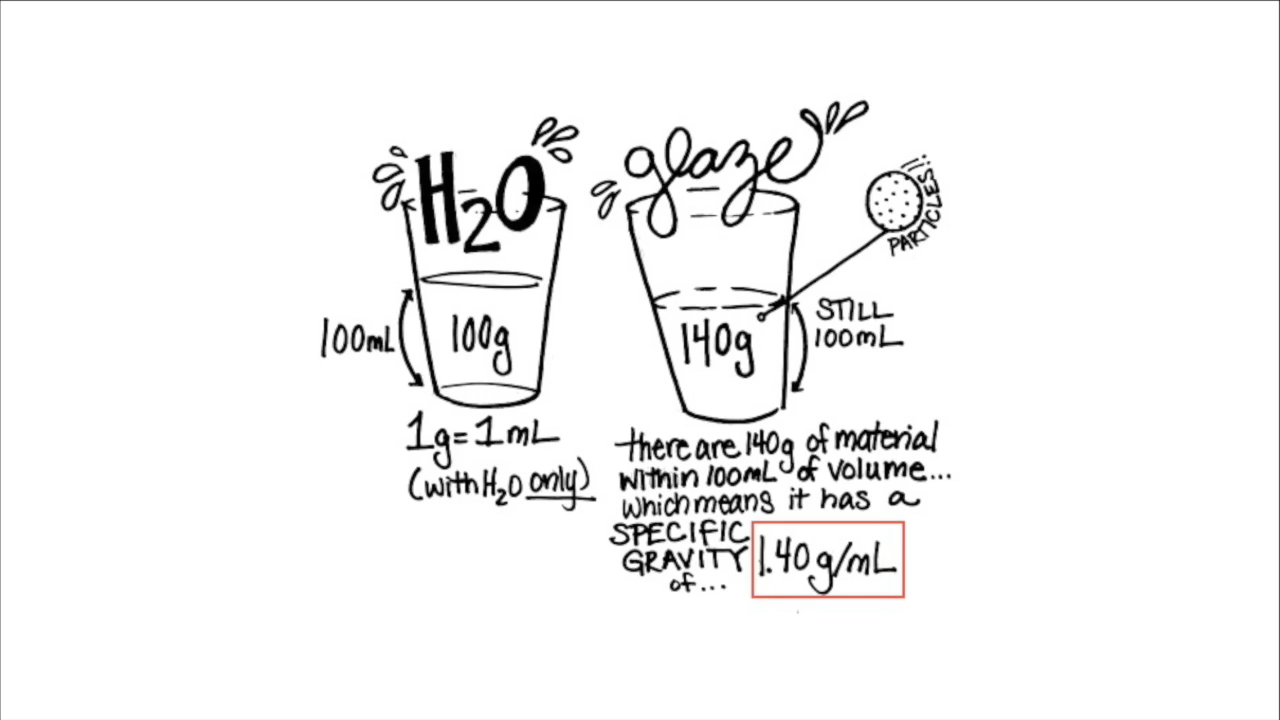 H₂O
100mL
100g
1g = 1mL
(with H₂O only)
glaze
PARTICLES!!!
140g
STILL
100mL
there are 140g of material
within 100mL of volume...
which means it has a
SPECIFIC
GRAVITY
of...
1.40 g/mL